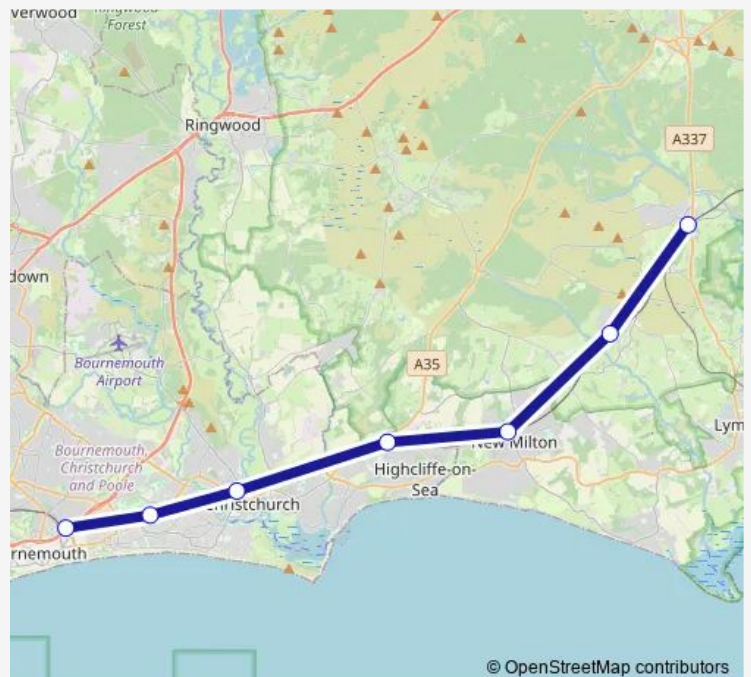 verwood
Ringwood
Forest
Ringwood
A337
down
Bournemouth
Airport
A35
Lym
Bournemouth,
Christchurch
and Poole
New Milton
Highcliffe-on-
Sea
hristchurch
rnemouth
© OpenStreetMap contributors